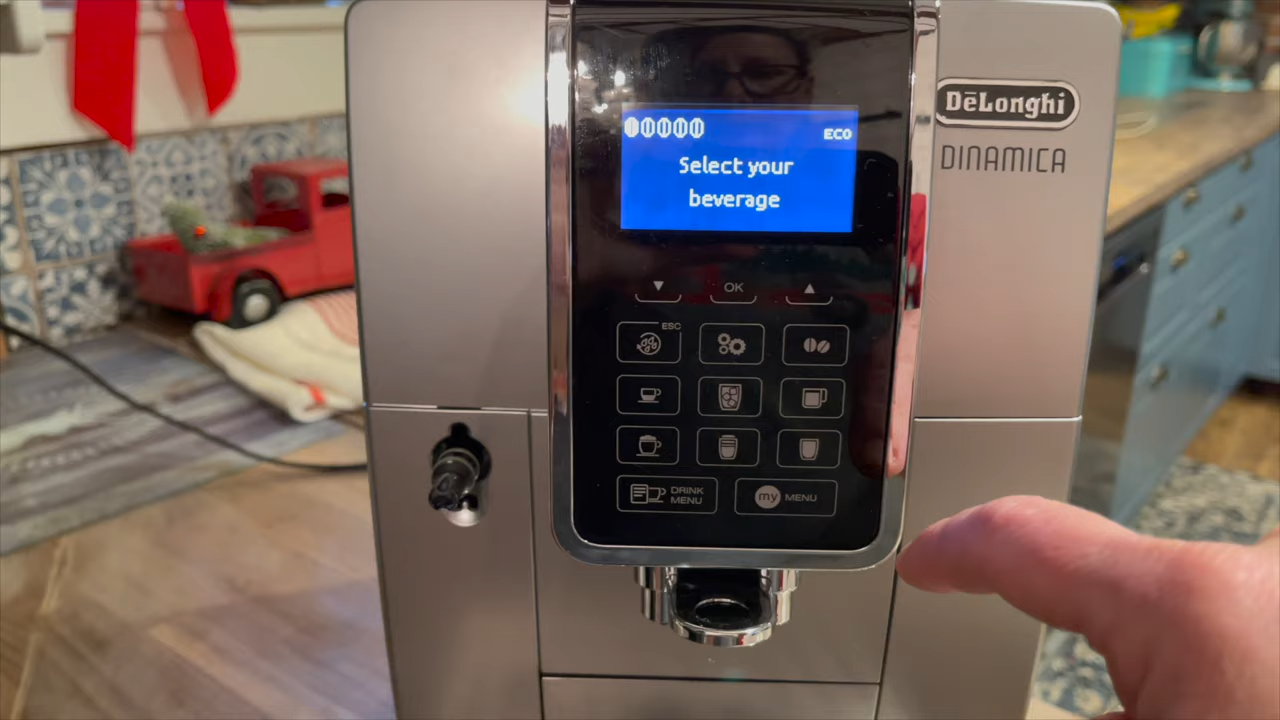 DēLonghi
DINAMICA
ECO
Select your
beverage
OK
ESC
DRINK
MENU
my MENU